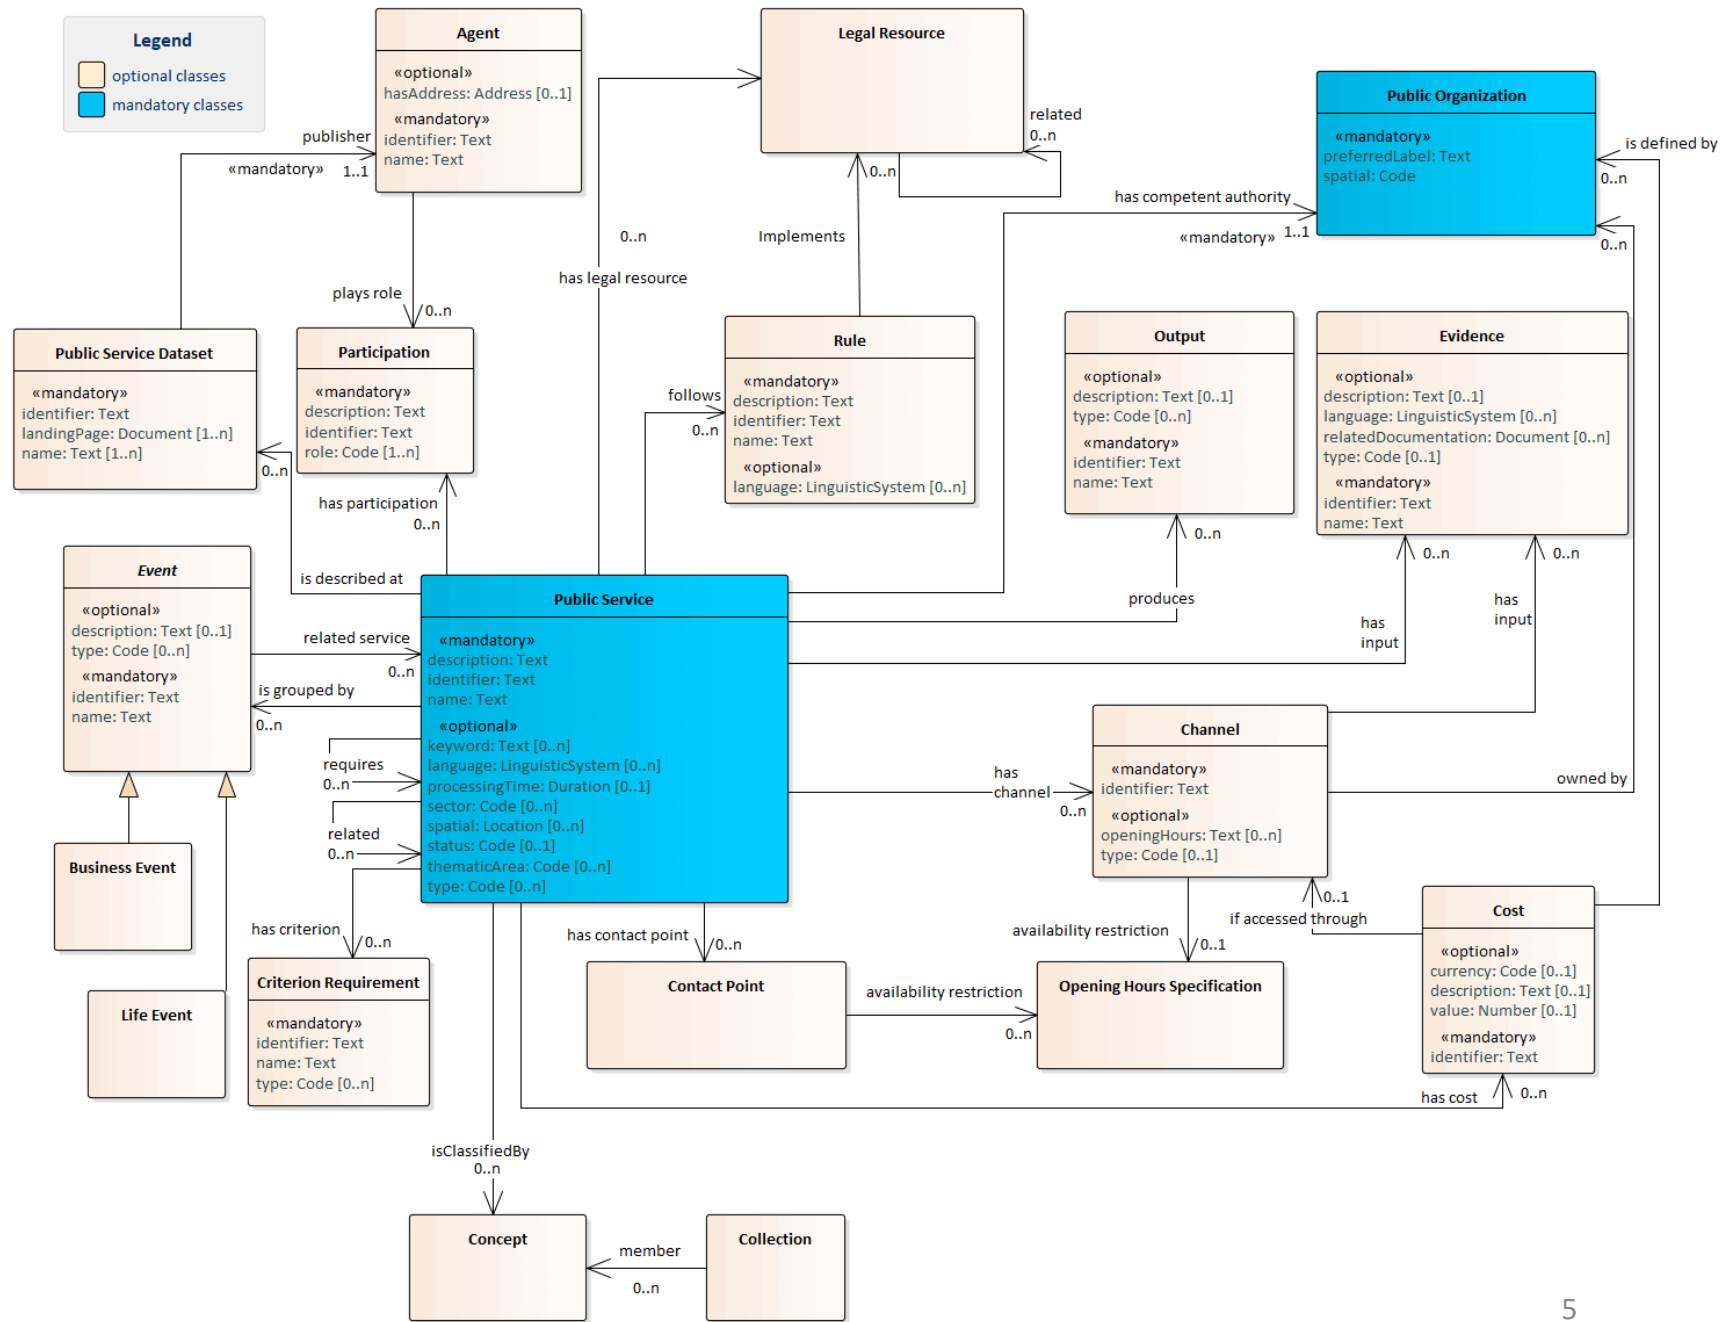 Legend
optional classes
mandatory classes
Agent
«optional»
hasAddress: Address [0..1]
«mandatory»
identifier: Text
name: Text
Legal Resource
related
0..n
Public Organization
«mandatory»
preferredLabel: Text
spatial: Code
is defined by
0..n
publisher
«mandatory» 1..1
0..n
has competent authority
«mandatory» 1..1
0..n
0..n
Implements
has legal resource
plays role
0..n
Public Service Dataset
«mandatory»
identifier: Text
landingPage: Document [1..n]
name: Text [1..n]
0..n
Participation
«mandatory»
description: Text
identifier: Text
role: Code [1..n]
has participation
0..n
Rule
«mandatory»
description: Text
identifier: Text
name: Text
«optional»
language: LinguisticSystem [0..n]
follows
0..n
Output
«optional»
description: Text [0..1]
type: Code [0..n]
«mandatory»
identifier: Text
name: Text
0..n
Evidence
«optional»
description: Text [0..1]
language: LinguisticSystem [0..n]
relatedDocumentation: Document [0..n]
type: Code [0..1]
«mandatory»
identifier: Text
name: Text
0..n
0..n
Event
«optional»
description: Text [0..1]
type: Code [0..n]
«mandatory»
identifier: Text
name: Text
is described at
related service
0..n
is grouped by
0..n
Public Service
«mandatory»
description: Text
identifier: Text
name: Text
«optional»
keyword: Text [0..n]
language: LinguisticSystem [0..n]
processingTime: Duration [0..1]
sector: Code [0..n]
spatial: Location [0..n]
status: Code [0..1]
thematicArea: Code [0..n]
type: Code [0..n]
produces
has
input
has
input
requires
0..n
related
0..n
has
channel
0..n
Channel
«mandatory»
identifier: Text
«optional»
openingHours: Text [0..n]
type: Code [0..1]
owned by
Business Event
Life Event
has criterion
0..n
Criterion Requirement
«mandatory»
identifier: Text
name: Text
type: Code [0..n]
has contact point
0..n
Contact Point
availability restriction
0..n
availability restriction
0..1
Opening Hours Specification
0..1
if accessed through
Cost
«optional»
currency: Code [0..1]
description: Text [0..1]
value: Number [0..1]
«mandatory»
identifier: Text
has cost
0..n
isClassifiedBy
0..n
Concept
member
0..n
Collection
5